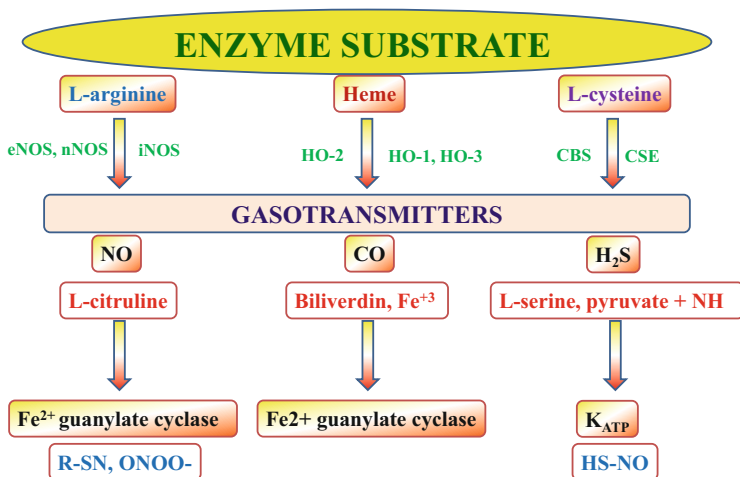 ENZYME SUBSTRATE
L-arginine
Heme
L-cysteine
eNOS, nNOS
iNOS
HO-2
HO-1, HO-3
CBS
CSE
GASOTRANSMITTERS
NO
CO
H₂S
L-citruline
Biliverdin, Fe⁺³
L-serine, pyruvate + NH
Fe²⁺ guanylate cyclase
Fe2+ guanylate cyclase
K_ATP
R-SN, ONOO-
HS-NO